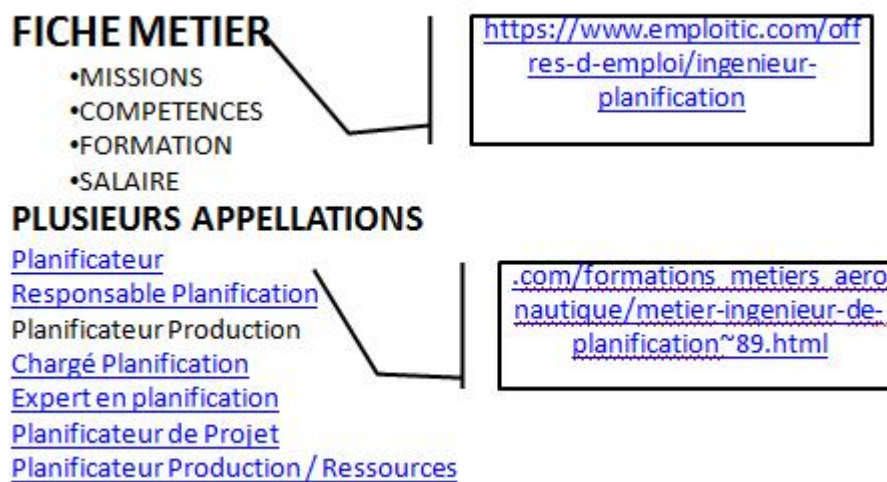 FICHE METIER
•MISSIONS
•COMPETENCES
•FORMATION
•SALAIRE
https://www.emploitic.com/off
res-d-emploi/ingenieur-
planification
PLUSIEURS APPELLATIONS
Planificateur
Responsable Planification
Planificateur Production
Chargé Planification
Expert en planification
Planificateur de Projet
Planificateur Production / Ressources
.com/formations_metiers_aero
nautique/metier-ingenieur-de-
planification~89.html